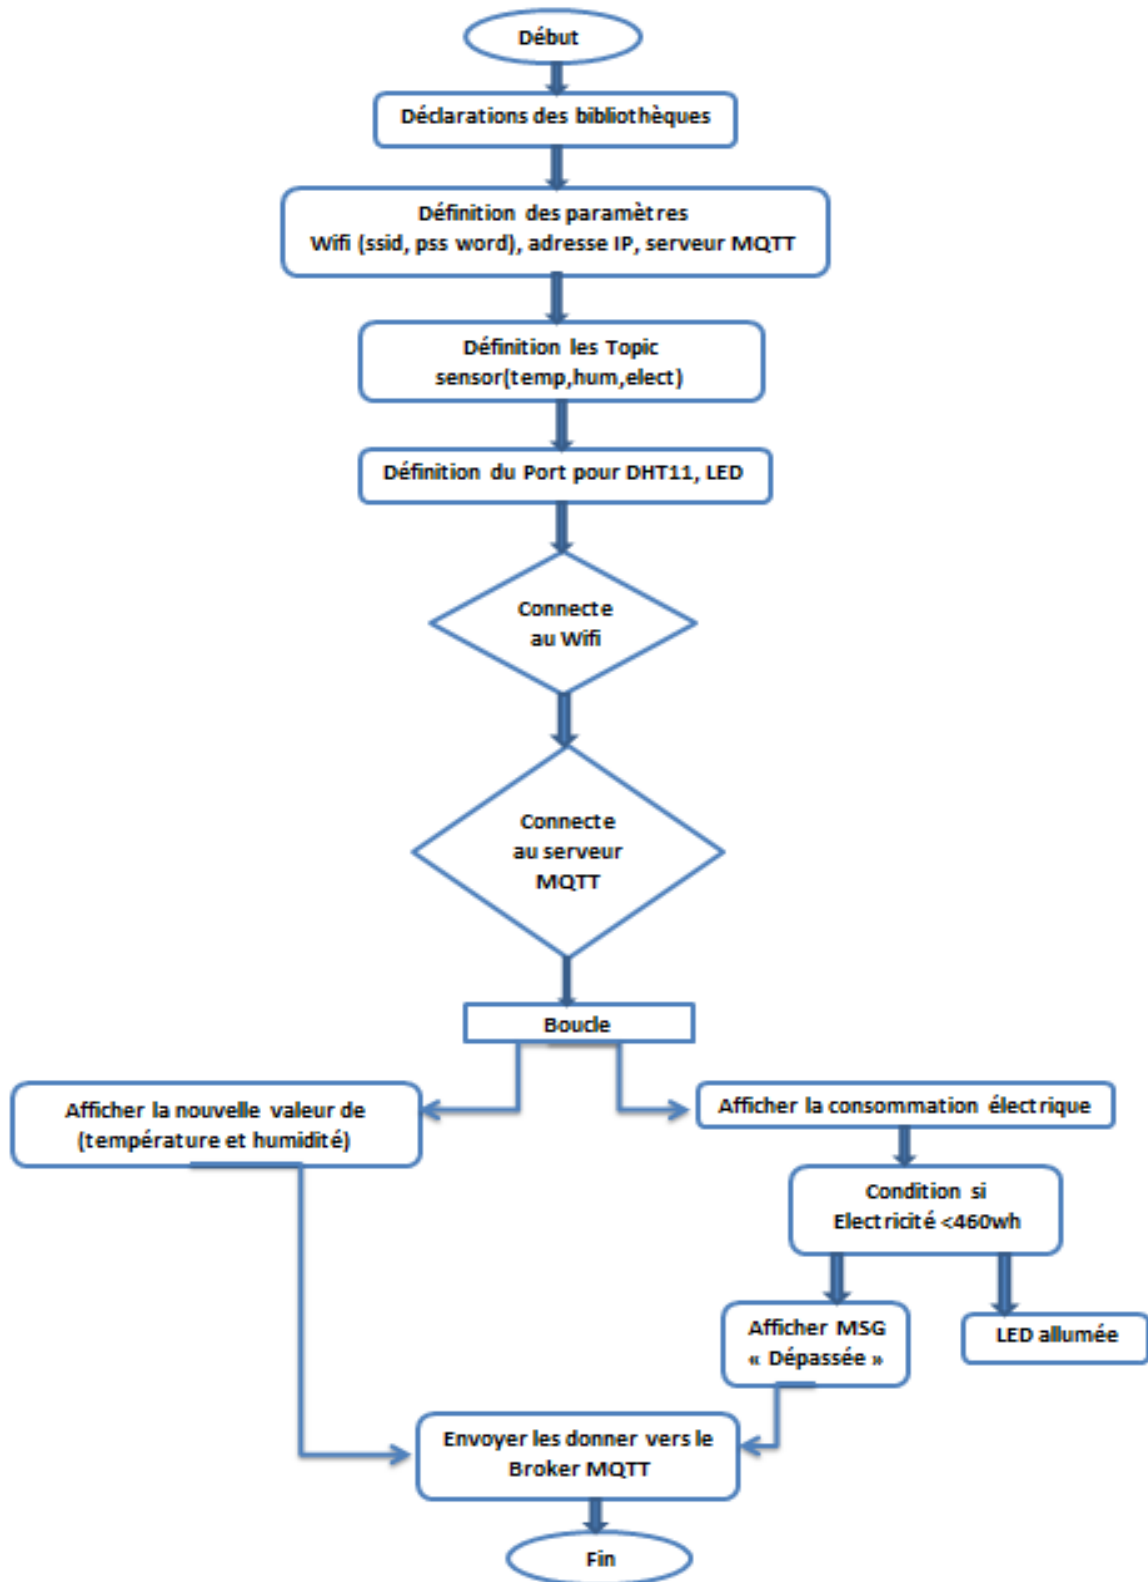 Début
Déclarations des bibliothèques
Définition des paramètres
Wifi (ssid, pss word), adresse IP, serveur MQTT
Définition les Topic
sensor(temp,hum,elect)
Définition du Port pour DHT11, LED
Connecte
au Wifi
Connecte
au serveur
MQTT
Boucle
Afficher la nouvelle valeur de
(température et humidité)
Afficher la consommation électrique
Condition si
Electricité <460wh
Afficher MSG
« Dépassée »
LED allumée
Envoyer les donner vers le
Broker MQTT
Fin